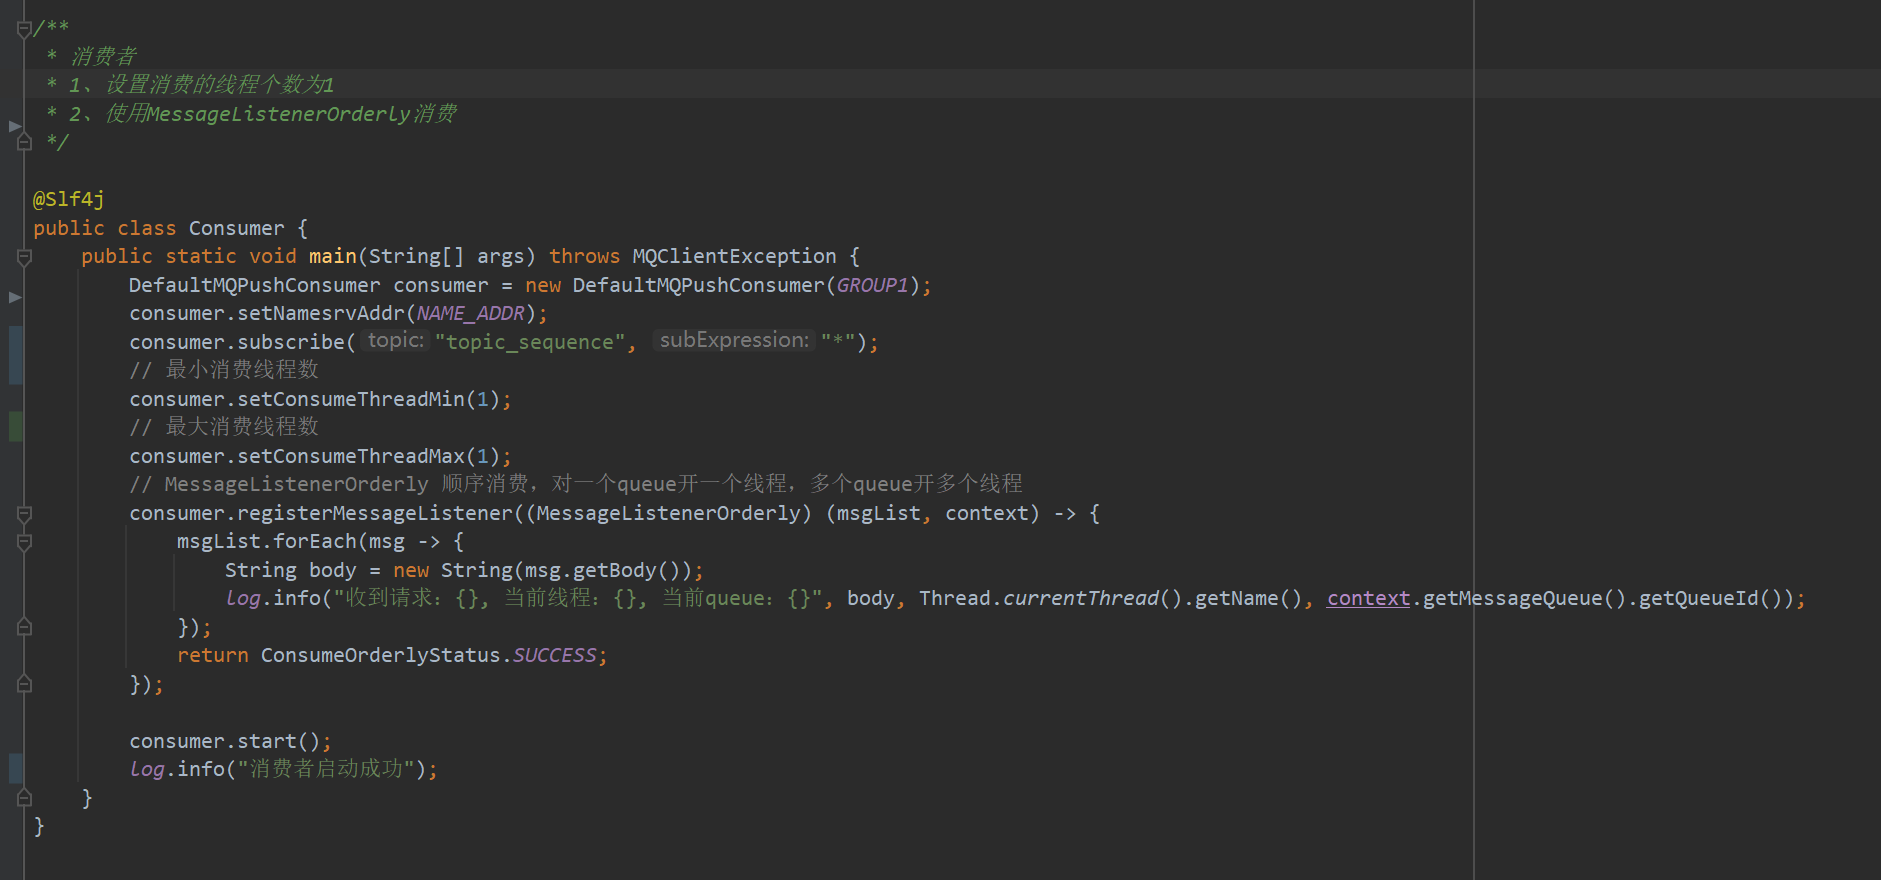 /**
 * 消费者
 * 1、设置消费的线程个数为1
 * 2、使用MessageListenerOrderly消费
 */
@Slf4j
public class Consumer {
    public static void main(String[] args) throws MQClientException {
        DefaultMQPushConsumer consumer = new DefaultMQPushConsumer(GROUP1);
        consumer.setNamesrvAddr(NAME_ADDR);
        consumer.subscribe( topic: "topic_sequence", subExpression: "*");
        // 最小消费线程数
        consumer.setConsumeThreadMin(1);
        // 最大消费线程数
        consumer.setConsumeThreadMax(1);
        // MessageListenerOrderly 顺序消费，对一个queue开一个线程，多个queue开多个线程
        consumer.registerMessageListener((MessageListenerOrderly) (msgList, context) -> {
            msgList.forEach(msg -> {
                String body = new String(msg.getBody());
                log.info("收到请求：{}, 当前线程：{}, 当前queue：{}", body, Thread.currentThread().getName(), context.getMessageQueue().getQueueId());
            });
            return ConsumeOrderlyStatus.SUCCESS;
        });
        consumer.start();
        log.info("消费者启动成功");
    }
}